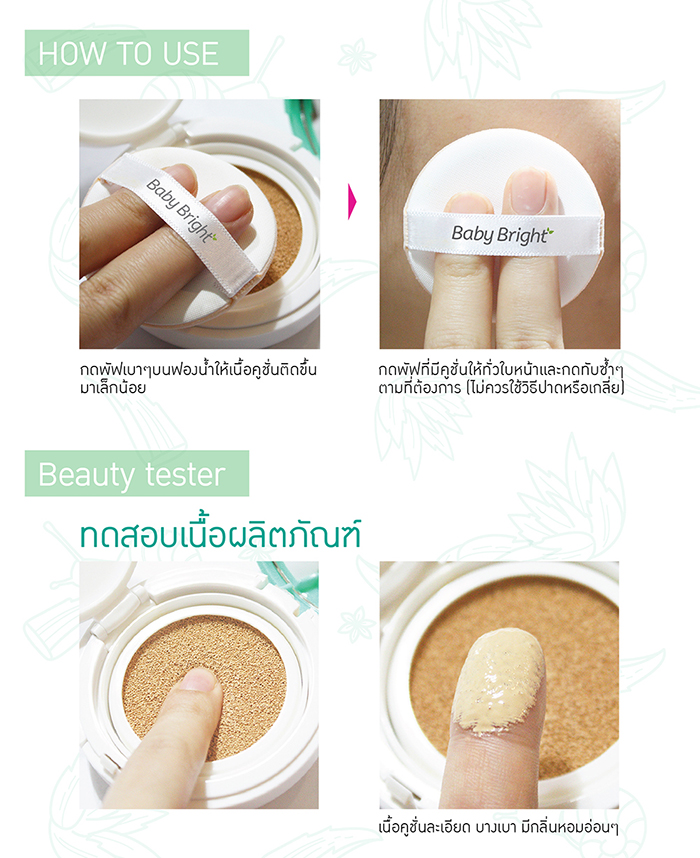 HOW TO USE
Baby Bright
Baby Bright
กดพัฟเบาๆบนฟองน้ำให้เนื้อคูชั่นติดขึ้น
มาเล็กน้อย
กดพัฟที่มีคูชั่นให้ทั่วใบหน้าและกดทับซ้ำๆ
ตามที่ต้องการ (ไม่ควรใช้วิธีปาดหรือเกลี่ย)
Beauty tester
ทดสอบเนื้อผลิตภัณฑ์
เนื้อคูชั่นละเอียด บางเบา มีกลิ่นหอมอ่อนๆ